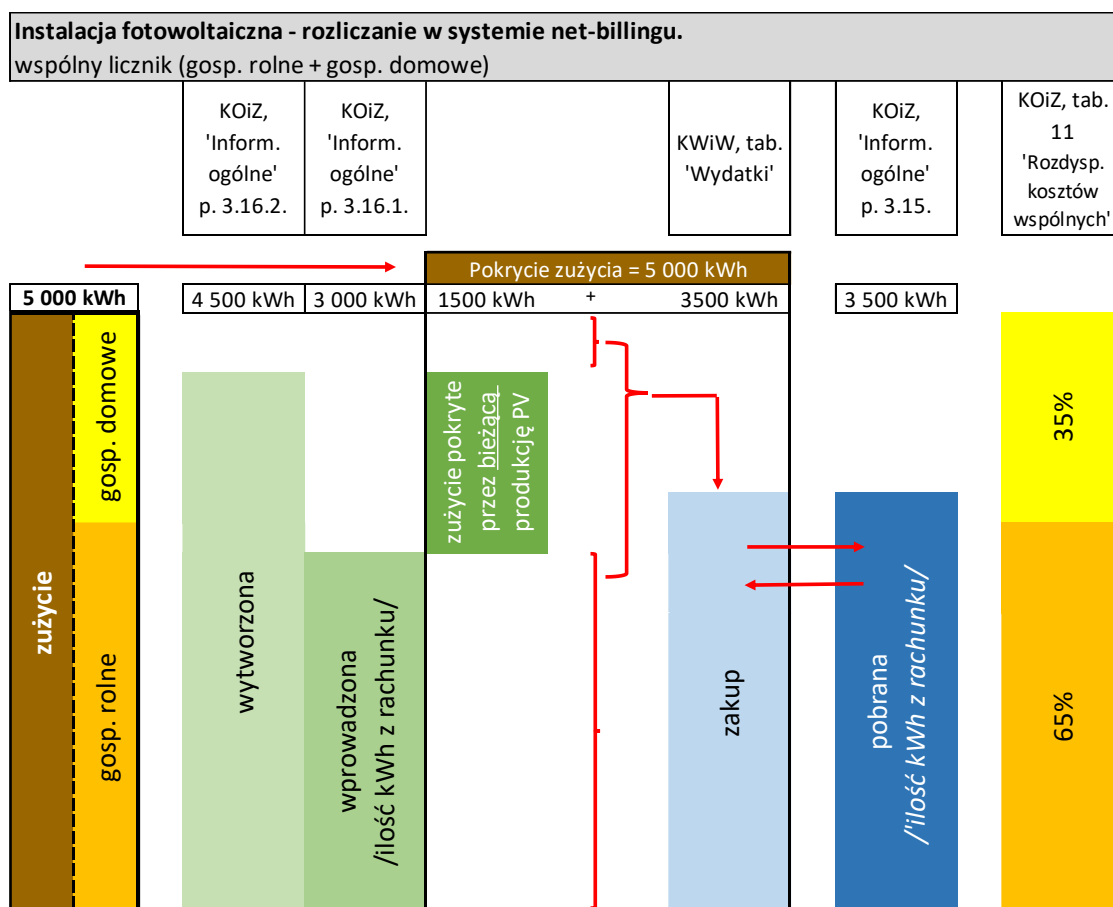 Instalacja fotowoltaiczna - rozliczanie w systemie net-billingu.
wspólny licznik (gosp. rolne + gosp. domowe)
KOiZ,
'Inform.
ogólne'
p. 3.16.2.
KOiZ,
'Inform.
ogólne'
p. 3.16.1.
KWiW, tab.
'Wydatki'
KOiZ,
'Inform.
ogólne'
p. 3.15.
KOiZ, tab.
11
'Rozdysp.
kosztów
wspólnych'
Pokrycie zużycia = 5 000 kWh
5 000 kWh
4 500 kWh
3 000 kWh
1500 kWh
+
3500 kWh
3 500 kWh
zużycie
gosp. domowe
gosp. rolne
wytworzona
wprowadzona
/ilość kWh z rachunku/
zużycie pokryte
przez bieżącą
produkcję PV
zakup
pobrana
/'ilość kWh z rachunku/
35%
65%